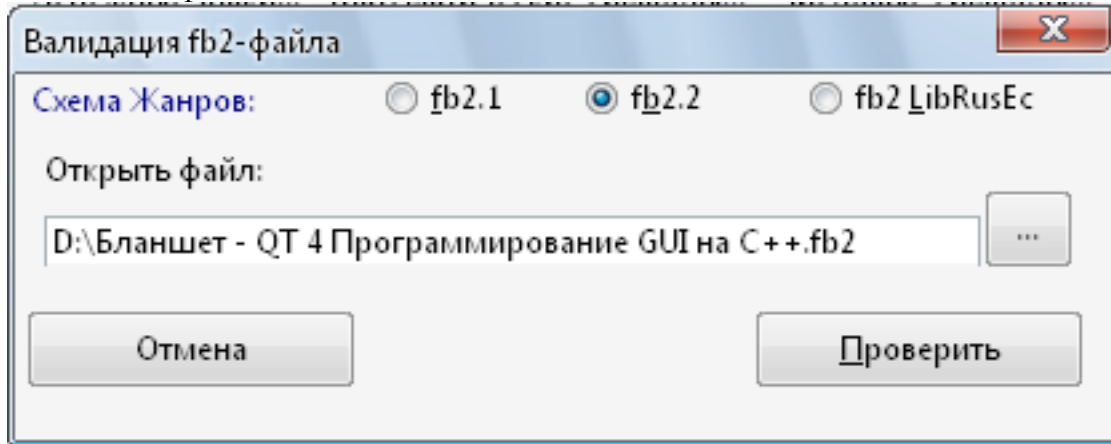 Валидация fb2-файла
Схема Жанров: fb2.1 fb2.2 fb2 LibRusEc
Открыть файл:
D:\Бланшет - QT 4 Программирование GUI на C++.fb2 ...
Отмена Проверить